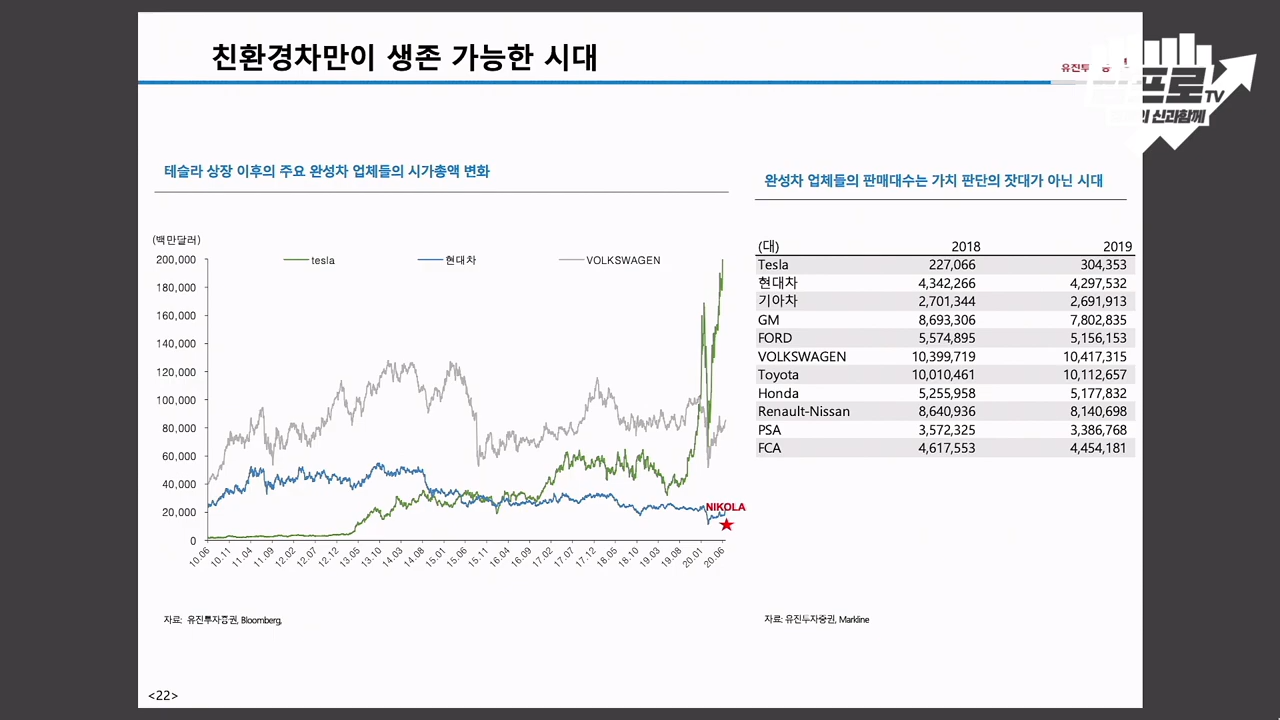 친환경차만이 생존 가능한 시대
유진투
프로TV
신과함께
테슬라 상장 이후의 주요 완성차 업체들의 시가총액 변화
(백만달러)
tesla 현대차 VOLKSWAGEN
200,000
180,000
160,000
140,000
120,000
100,000
80,000
60,000
40,000
20,000
0
NIKOLA
10.06 10.11 11.04 11.09 12.02 12.07 12.12 13.05 13.10 14.03 14.08 15.01 15.06 15.11 16.04 16.09 17.02 17.07 17.12 18.05 18.10 19.03 19.08 20.01 20.06
자료: 유진투자증권, Bloomberg,
완성차 업체들의 판매대수는 가치 판단의 잣대가 아닌 시대
(대) 2018 2019
Tesla 227,066 304,353
현대차 4,342,266 4,297,532
기아차 2,701,344 2,691,913
GM 8,693,306 7,802,835
FORD 5,574,895 5,156,153
VOLKSWAGEN 10,399,719 10,417,315
Toyota 10,010,461 10,112,657
Honda 5,255,958 5,177,832
Renault-Nissan 8,640,936 8,140,698
PSA 3,572,325 3,386,768
FCA 4,617,553 4,454,181
자료: 유진투자증권, Markline
<22>